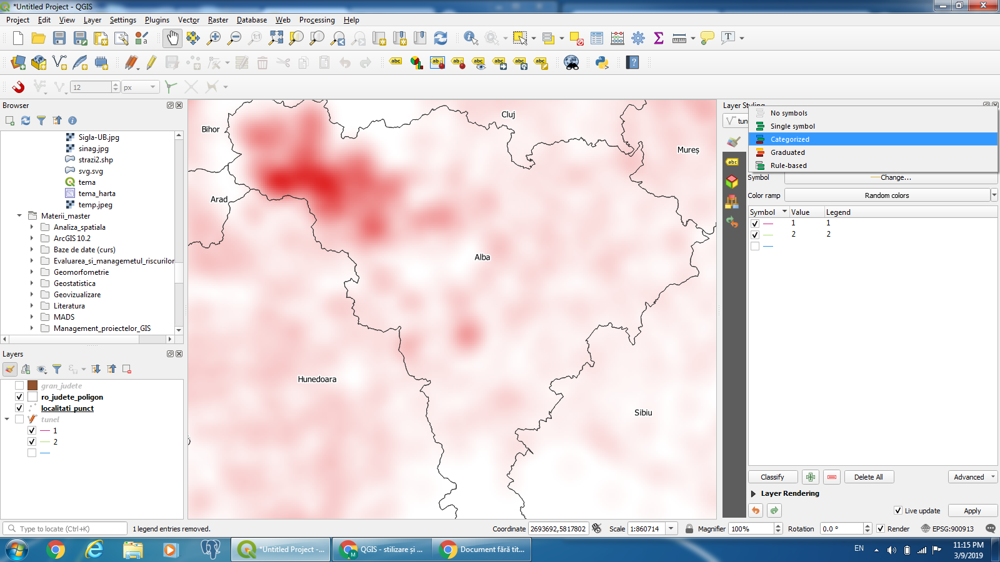 *Untitled Project - QGIS
Project Edit View Layer Settings Plugins Vector Raster Database Web Processing Help
12 px
Browser
Sigla-UB.jpg
sinag.jpg
strazi2.shp
svg.svg
tema
tema_harta
temp.jpeg
Materii_master
Analiza_spatiala
ArcGIS 10.2
Baze de date (curs)
Evaluarea_si_managemetul_riscurilor
Geomorfometrie
Geostatistica
Geovizualizare
Literatura
MADS
Management_proiectelor_GIS
Layers
gran_judete
ro_judete_poligon
localitati_punct
tunel
1
2
Cluj
Bihor
Mureș
Arad
Alba
Hunedoara
Sibiu
Layer Styling
tun
No symbols
Single symbol
Categorized
Graduated
Rule-based
Symbol Change...
Color ramp Random colors
Symbol Value Legend
1 1
2 2
Classify Delete All Advanced
Layer Rendering
Live update Apply
Type to locate (Ctrl+K) 1 legend entries removed. Coordinate 2693692,5817802 Scale 1:860714 Magnifier 100% Rotation 0.0 ° Render EPSG:900913
*Untitled Project -... QGIS - stilizare și ... Document fără tit... EN 11:15 PM
3/9/2019